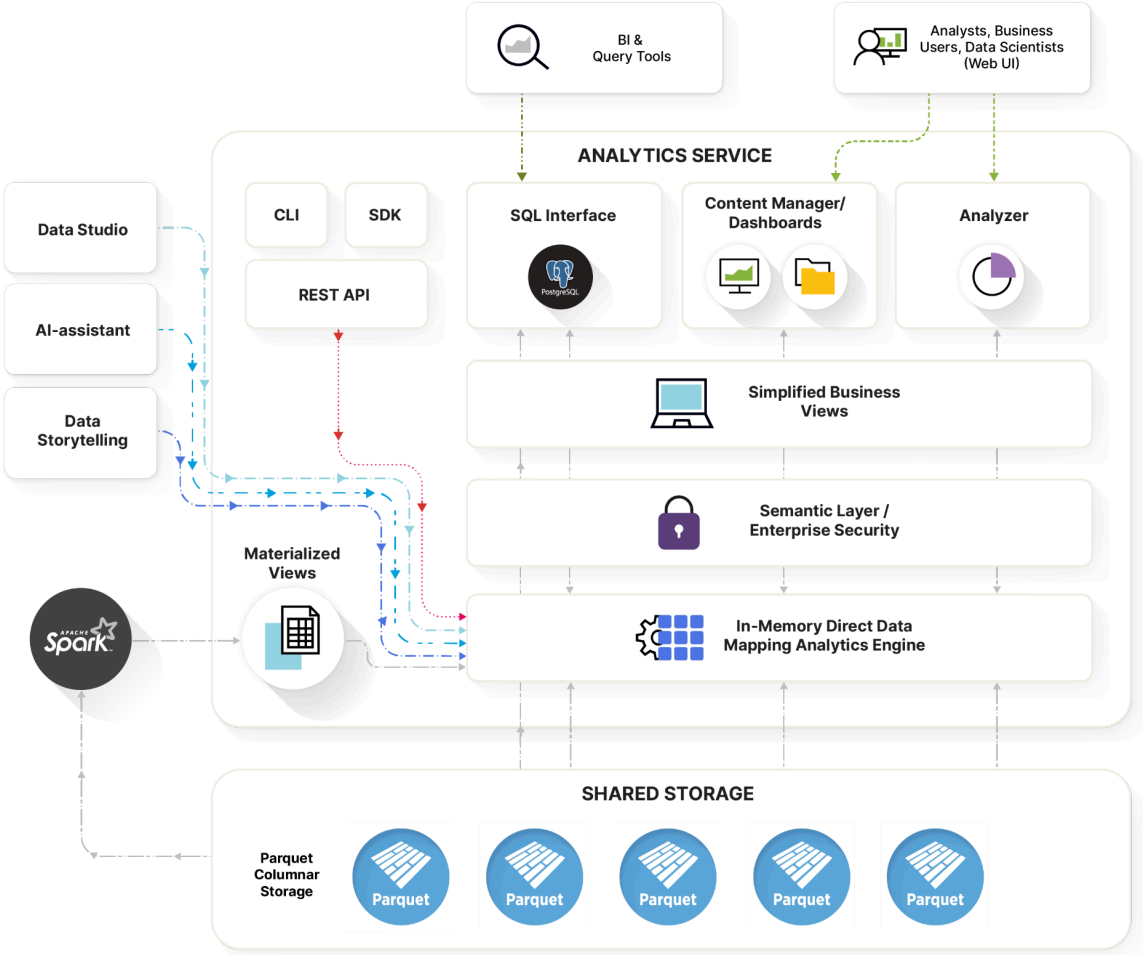 BI &
Query Tools
Analysts, Business
Users, Data Scientists
(Web UI)
ANALYTICS SERVICE
Data Studio
AI-assistant
Data
Storytelling
CLI
SDK
REST API
SQL Interface
PostgreSQL
Content Manager/
Dashboards
Analyzer
Simplified Business
Views
Semantic Layer /
Enterprise Security
Materialized
Views
APACHE
Spark™
In-Memory Direct Data
Mapping Analytics Engine
SHARED STORAGE
Parquet
Columnar
Storage
Parquet
Parquet
Parquet
Parquet
Parquet